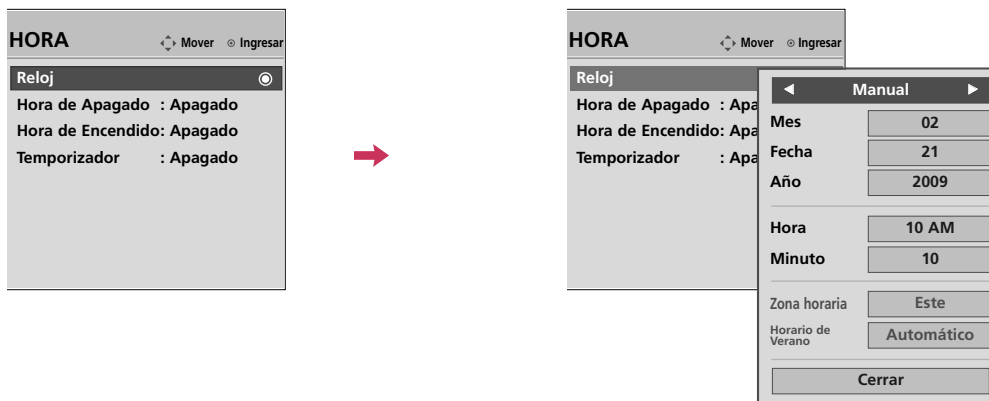 HORA Mover Ingresar
Reloj
Hora de Apagado : Apagado
Hora de Encendido: Apagado
Temporizador : Apagado
HORA Mover Ingresar
Reloj
Hora de Apagado : Apa
Hora de Encendido: Apa
Temporizador : Apa
Manual
Mes 02
Fecha 21
Año 2009
Hora 10 AM
Minuto 10
Zona horaria Este
Horario de
Verano Automático
Cerrar